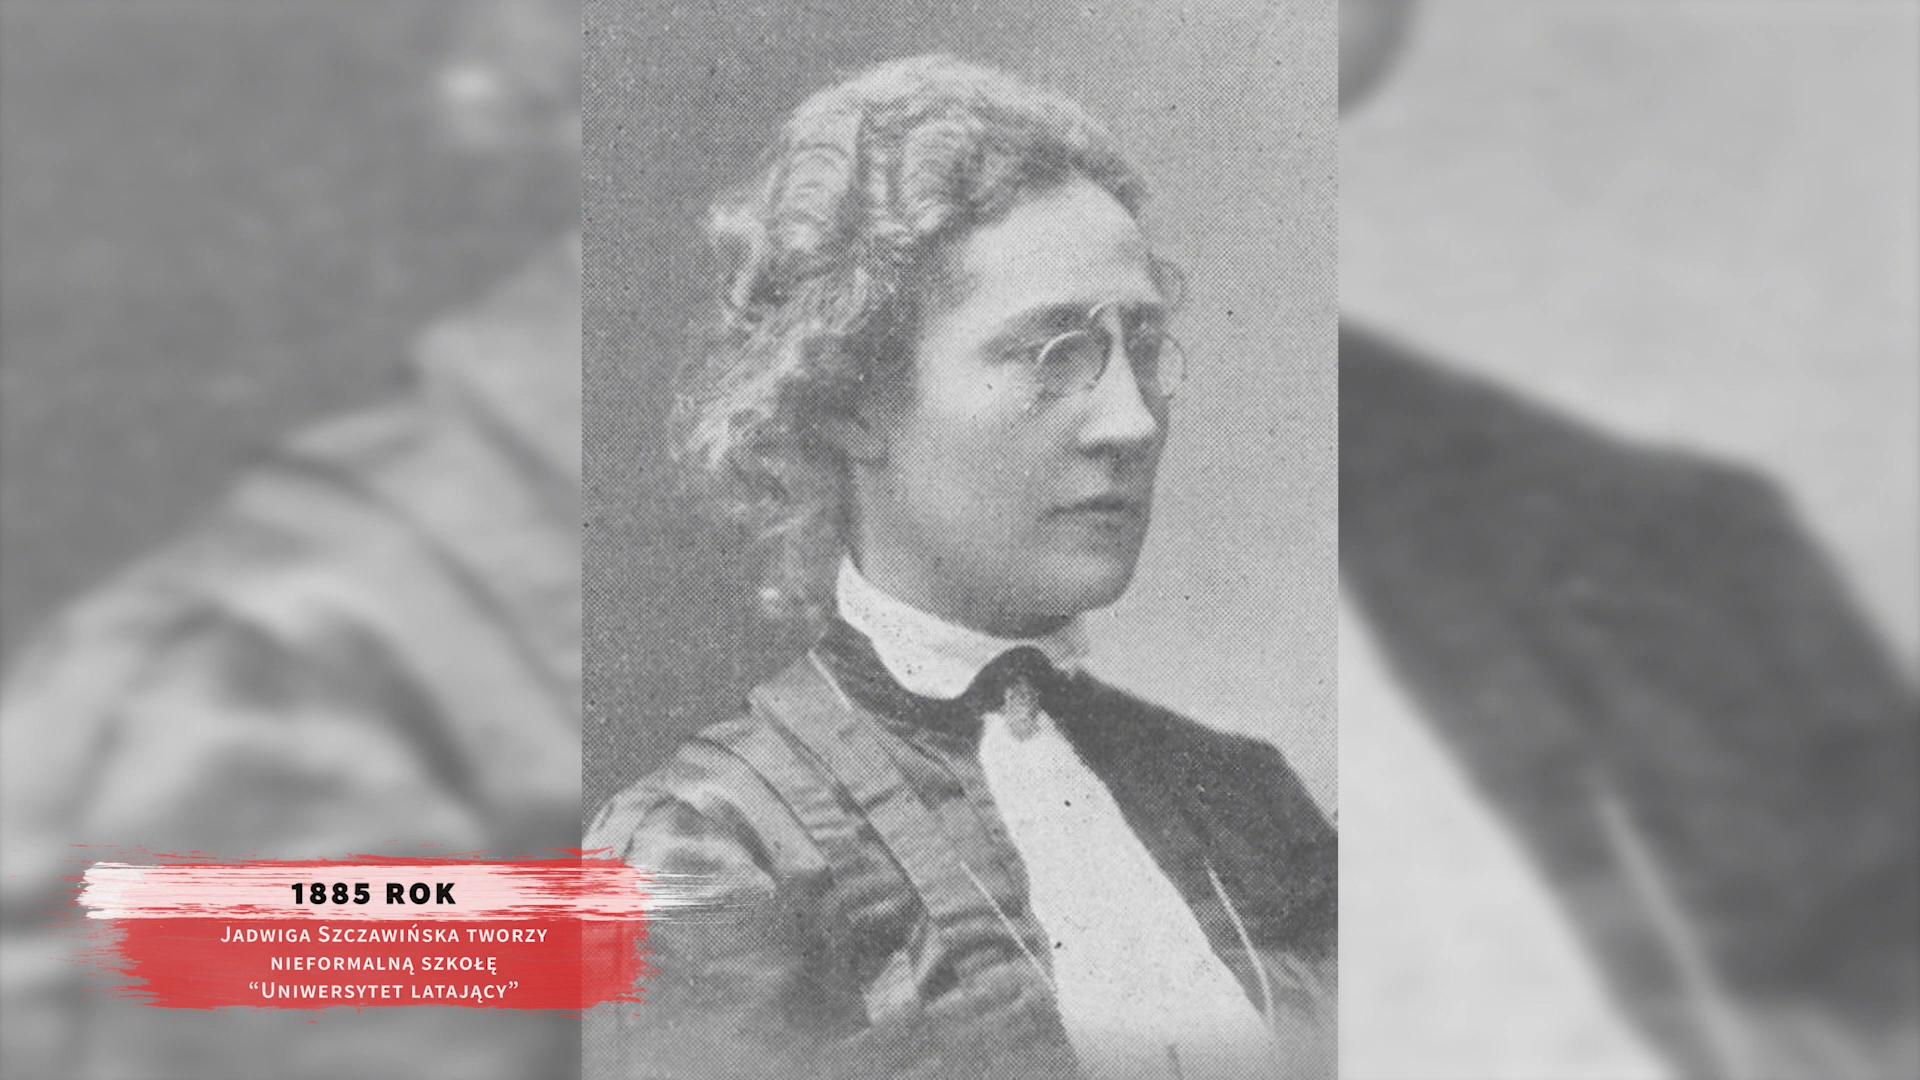 1885 ROK
Jadwiga Szczawińska tworzy
nieformalną szkołę
“Uniwersytet latający”